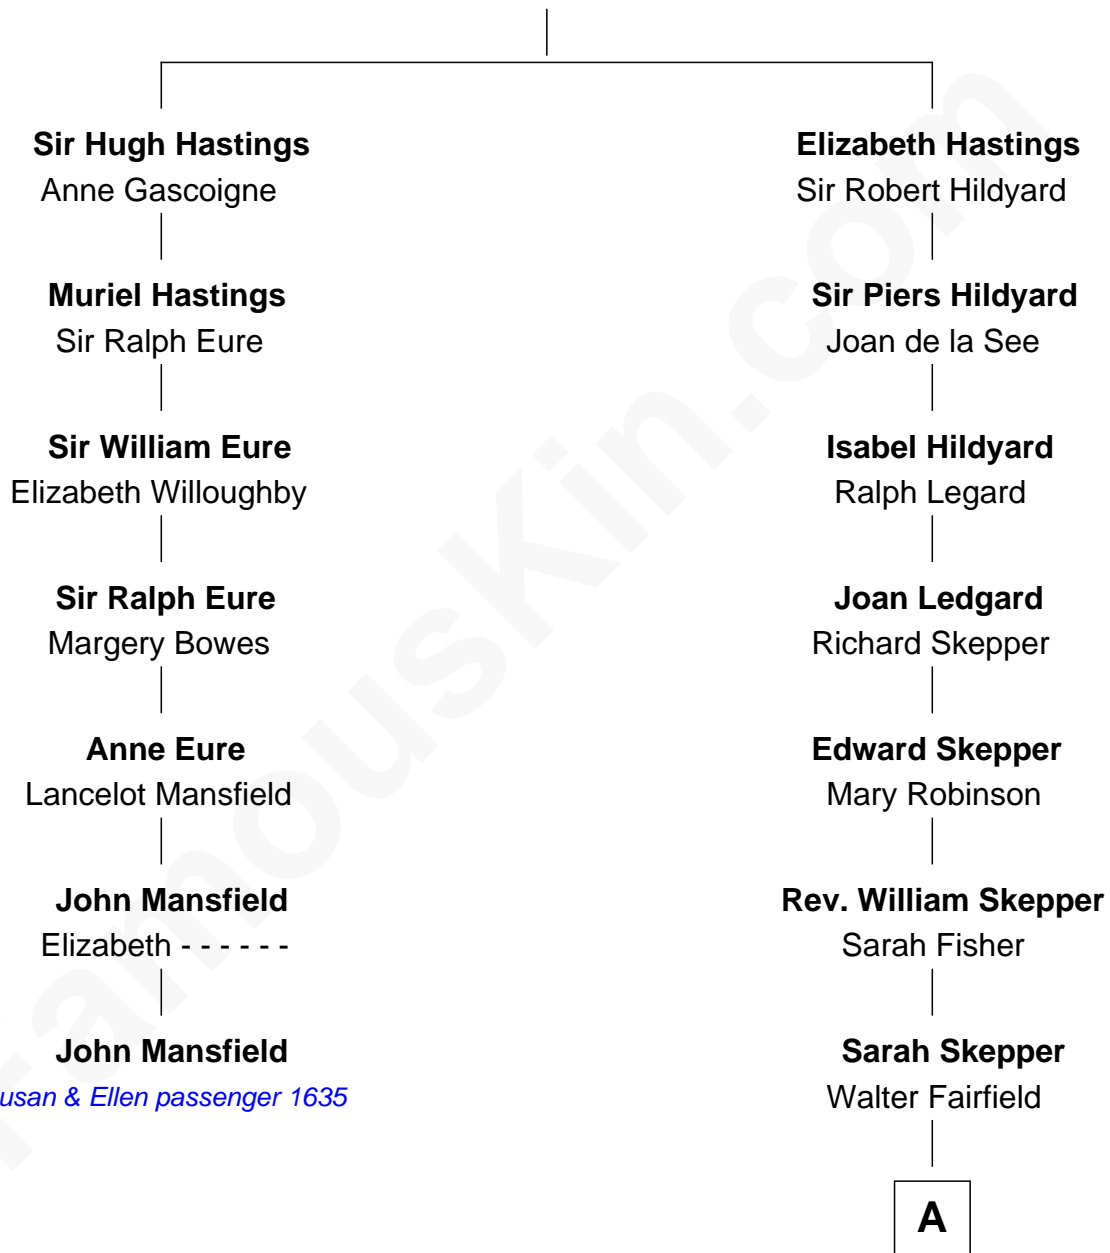 Sir Hugh Hastings
Anne Gascoigne
Muriel Hastings
Sir Ralph Eure
Sir William Eure
Elizabeth Willoughby
Sir Ralph Eure
Margery Bowes
Anne Eure
Lancelot Mansfield
John Mansfield
Elizabeth - - - - - -
John Mansfield
usan & Ellen passenger 1635
Elizabeth Hastings
Sir Robert Hildyard
Sir Piers Hildyard
Joan de la See
Isabel Hildyard
Ralph Legard
Joan Ledgard
Richard Skepper
Edward Skepper
Mary Robinson
Rev. William Skepper
Sarah Fisher
Sarah Skepper
Walter Fairfield
A
FamousKin.com